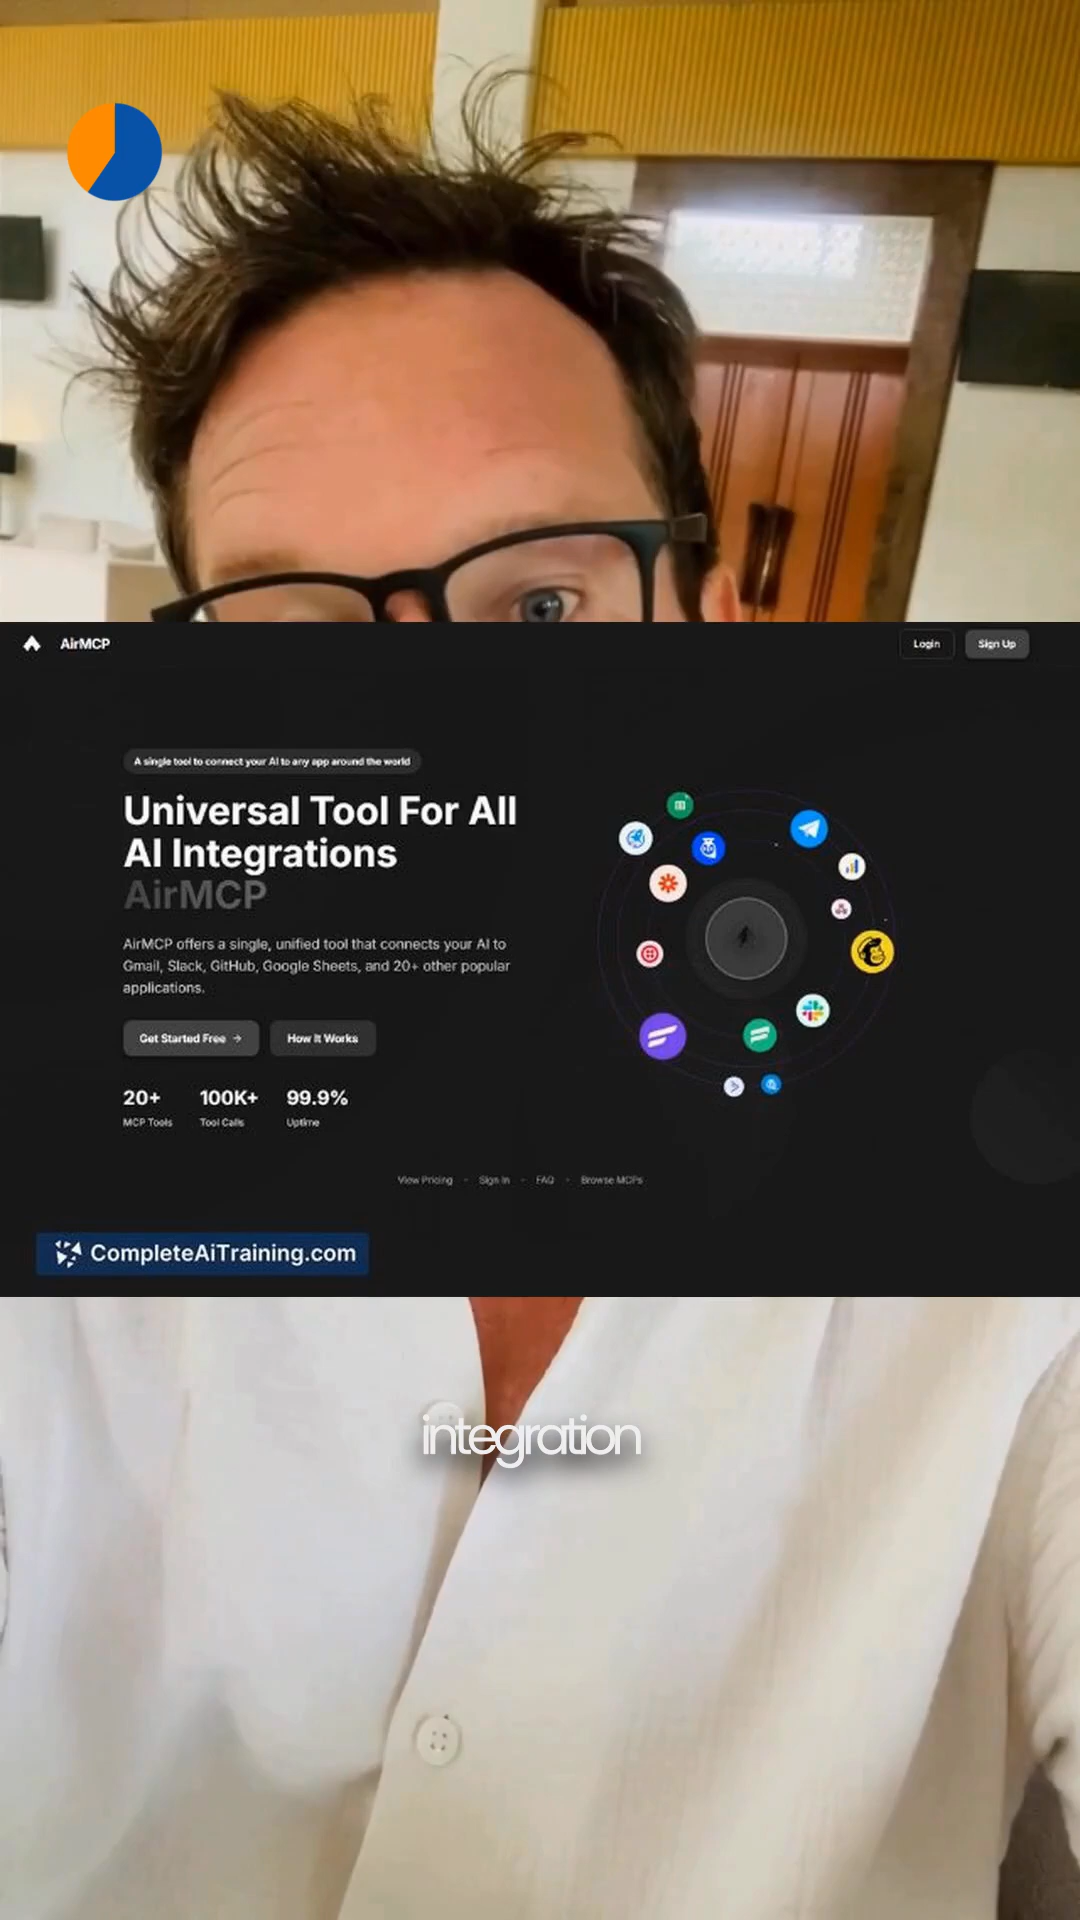 AirMCP
Login
Sign Up
A single tool to connect your AI to any app around the world
Universal Tool For All
AI Integrations
AirMCP
AirMCP offers a single, unified tool that connects your AI to
Gmail, Slack, GitHub, Google Sheets, and 20+ other popular
applications.
Get Started Free →
How It Works
20+
100K+
99.9%
MCP Tools
Tool Calls
Uptime
View Pricing
Sign In
FAQ
Browse MCPs
CompleteAiTraining.com
integration